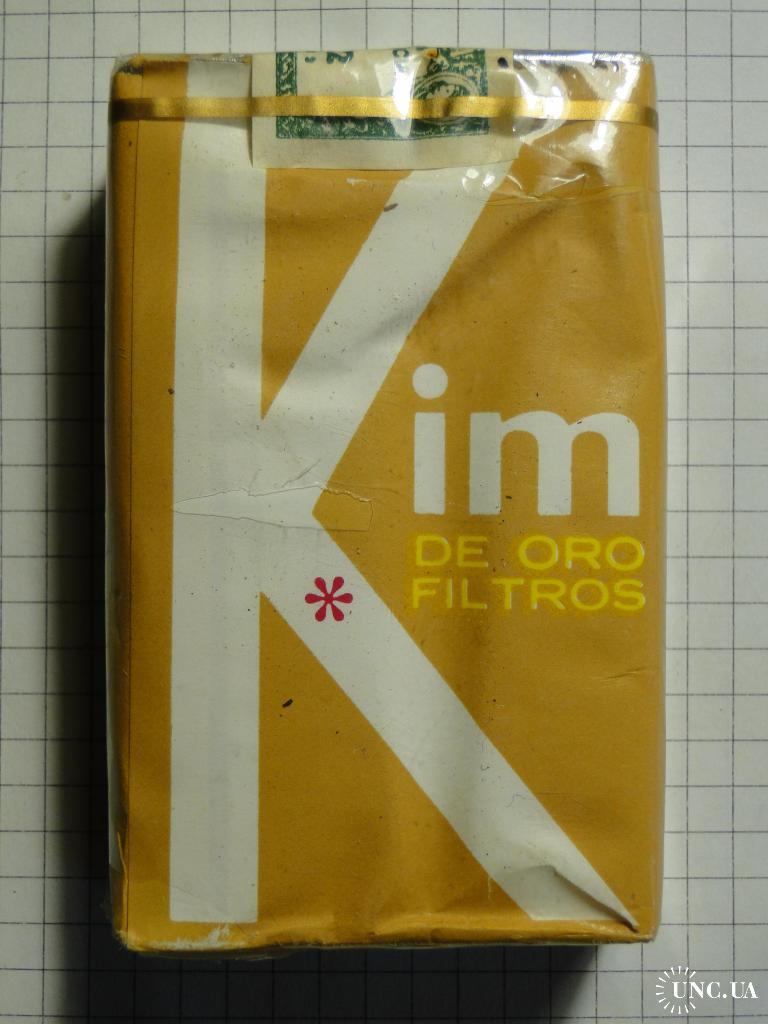 Kim
DE ORO
FILTROS
UNC.UA